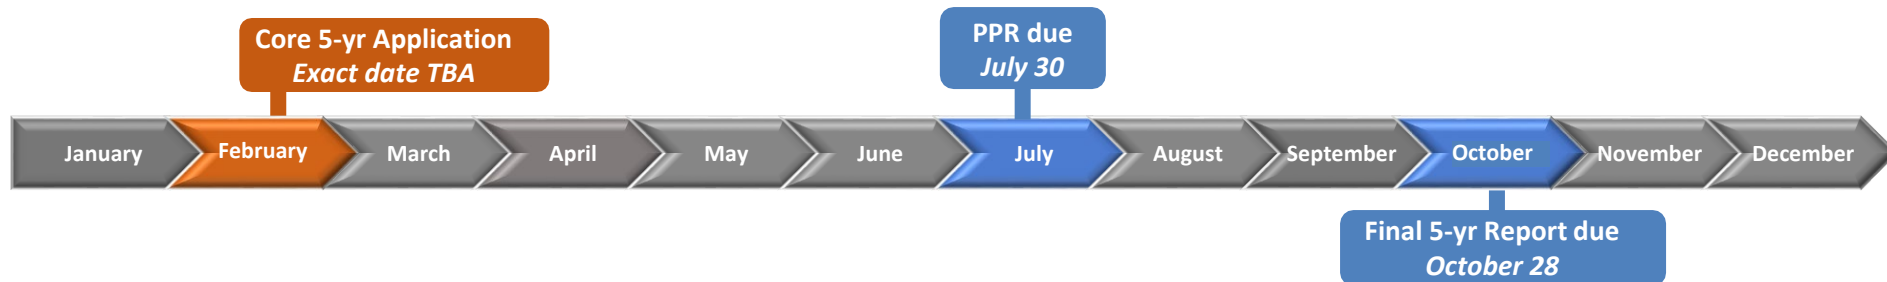 Core 5-yr Application
Exact date TBA
PPR due
July 30
January
February
March
April
May
June
July
August
September
October
November
December
Final 5-yr Report due
October 28